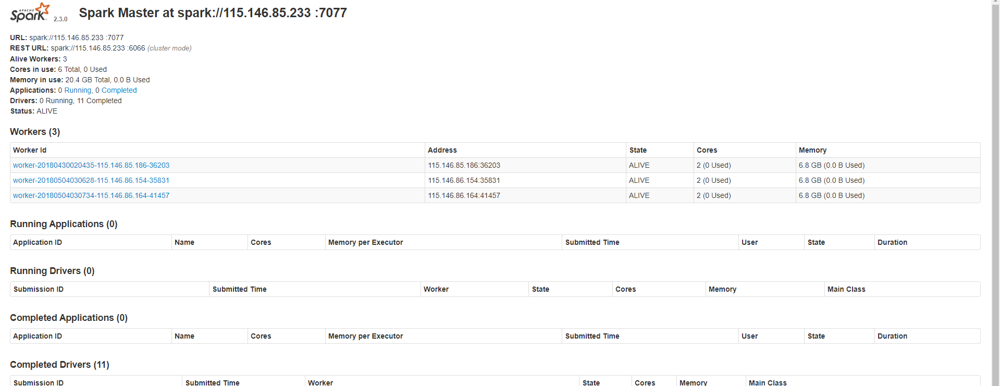 APACHE
Spark 2.3.0 Spark Master at spark://115.146.85.233 :7077
URL: spark://115.146.85.233 :7077
REST URL: spark://115.146.85.233 :6066 (cluster mode)
Alive Workers: 3
Cores in use: 6 Total, 0 Used
Memory in use: 20.4 GB Total, 0.0 B Used
Applications: 0 Running, 0 Completed
Drivers: 0 Running, 11 Completed
Status: ALIVE
Workers (3)
Worker Id Address State Cores Memory
worker-20180430020435-115.146.85.186-36203 115.146.85.186:36203 ALIVE 2 (0 Used) 6.8 GB (0.0 B Used)
worker-20180504030628-115.146.86.154-35831 115.146.86.154:35831 ALIVE 2 (0 Used) 6.8 GB (0.0 B Used)
worker-20180504030734-115.146.86.164-41457 115.146.86.164:41457 ALIVE 2 (0 Used) 6.8 GB (0.0 B Used)
Running Applications (0)
Application ID Name Cores Memory per Executor Submitted Time User State Duration
Running Drivers (0)
Submission ID Submitted Time Worker State Cores Memory Main Class
Completed Applications (0)
Application ID Name Cores Memory per Executor Submitted Time User State Duration
Completed Drivers (11)
Submission ID Submitted Time Worker State Cores Memory Main Class